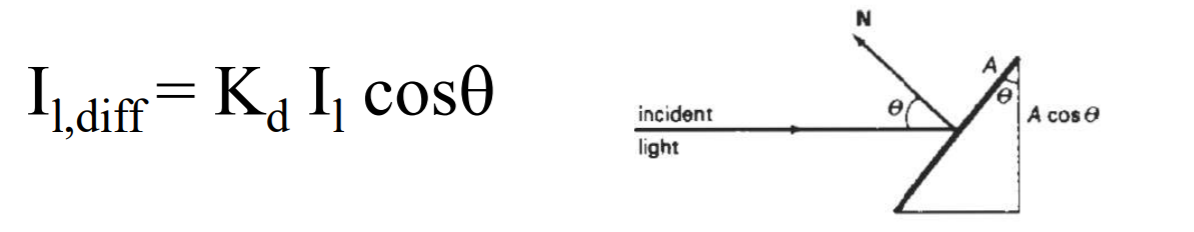 I_l,diff = K_d I_l cosθ
N
A
θ
θ
incident
A cos θ
light